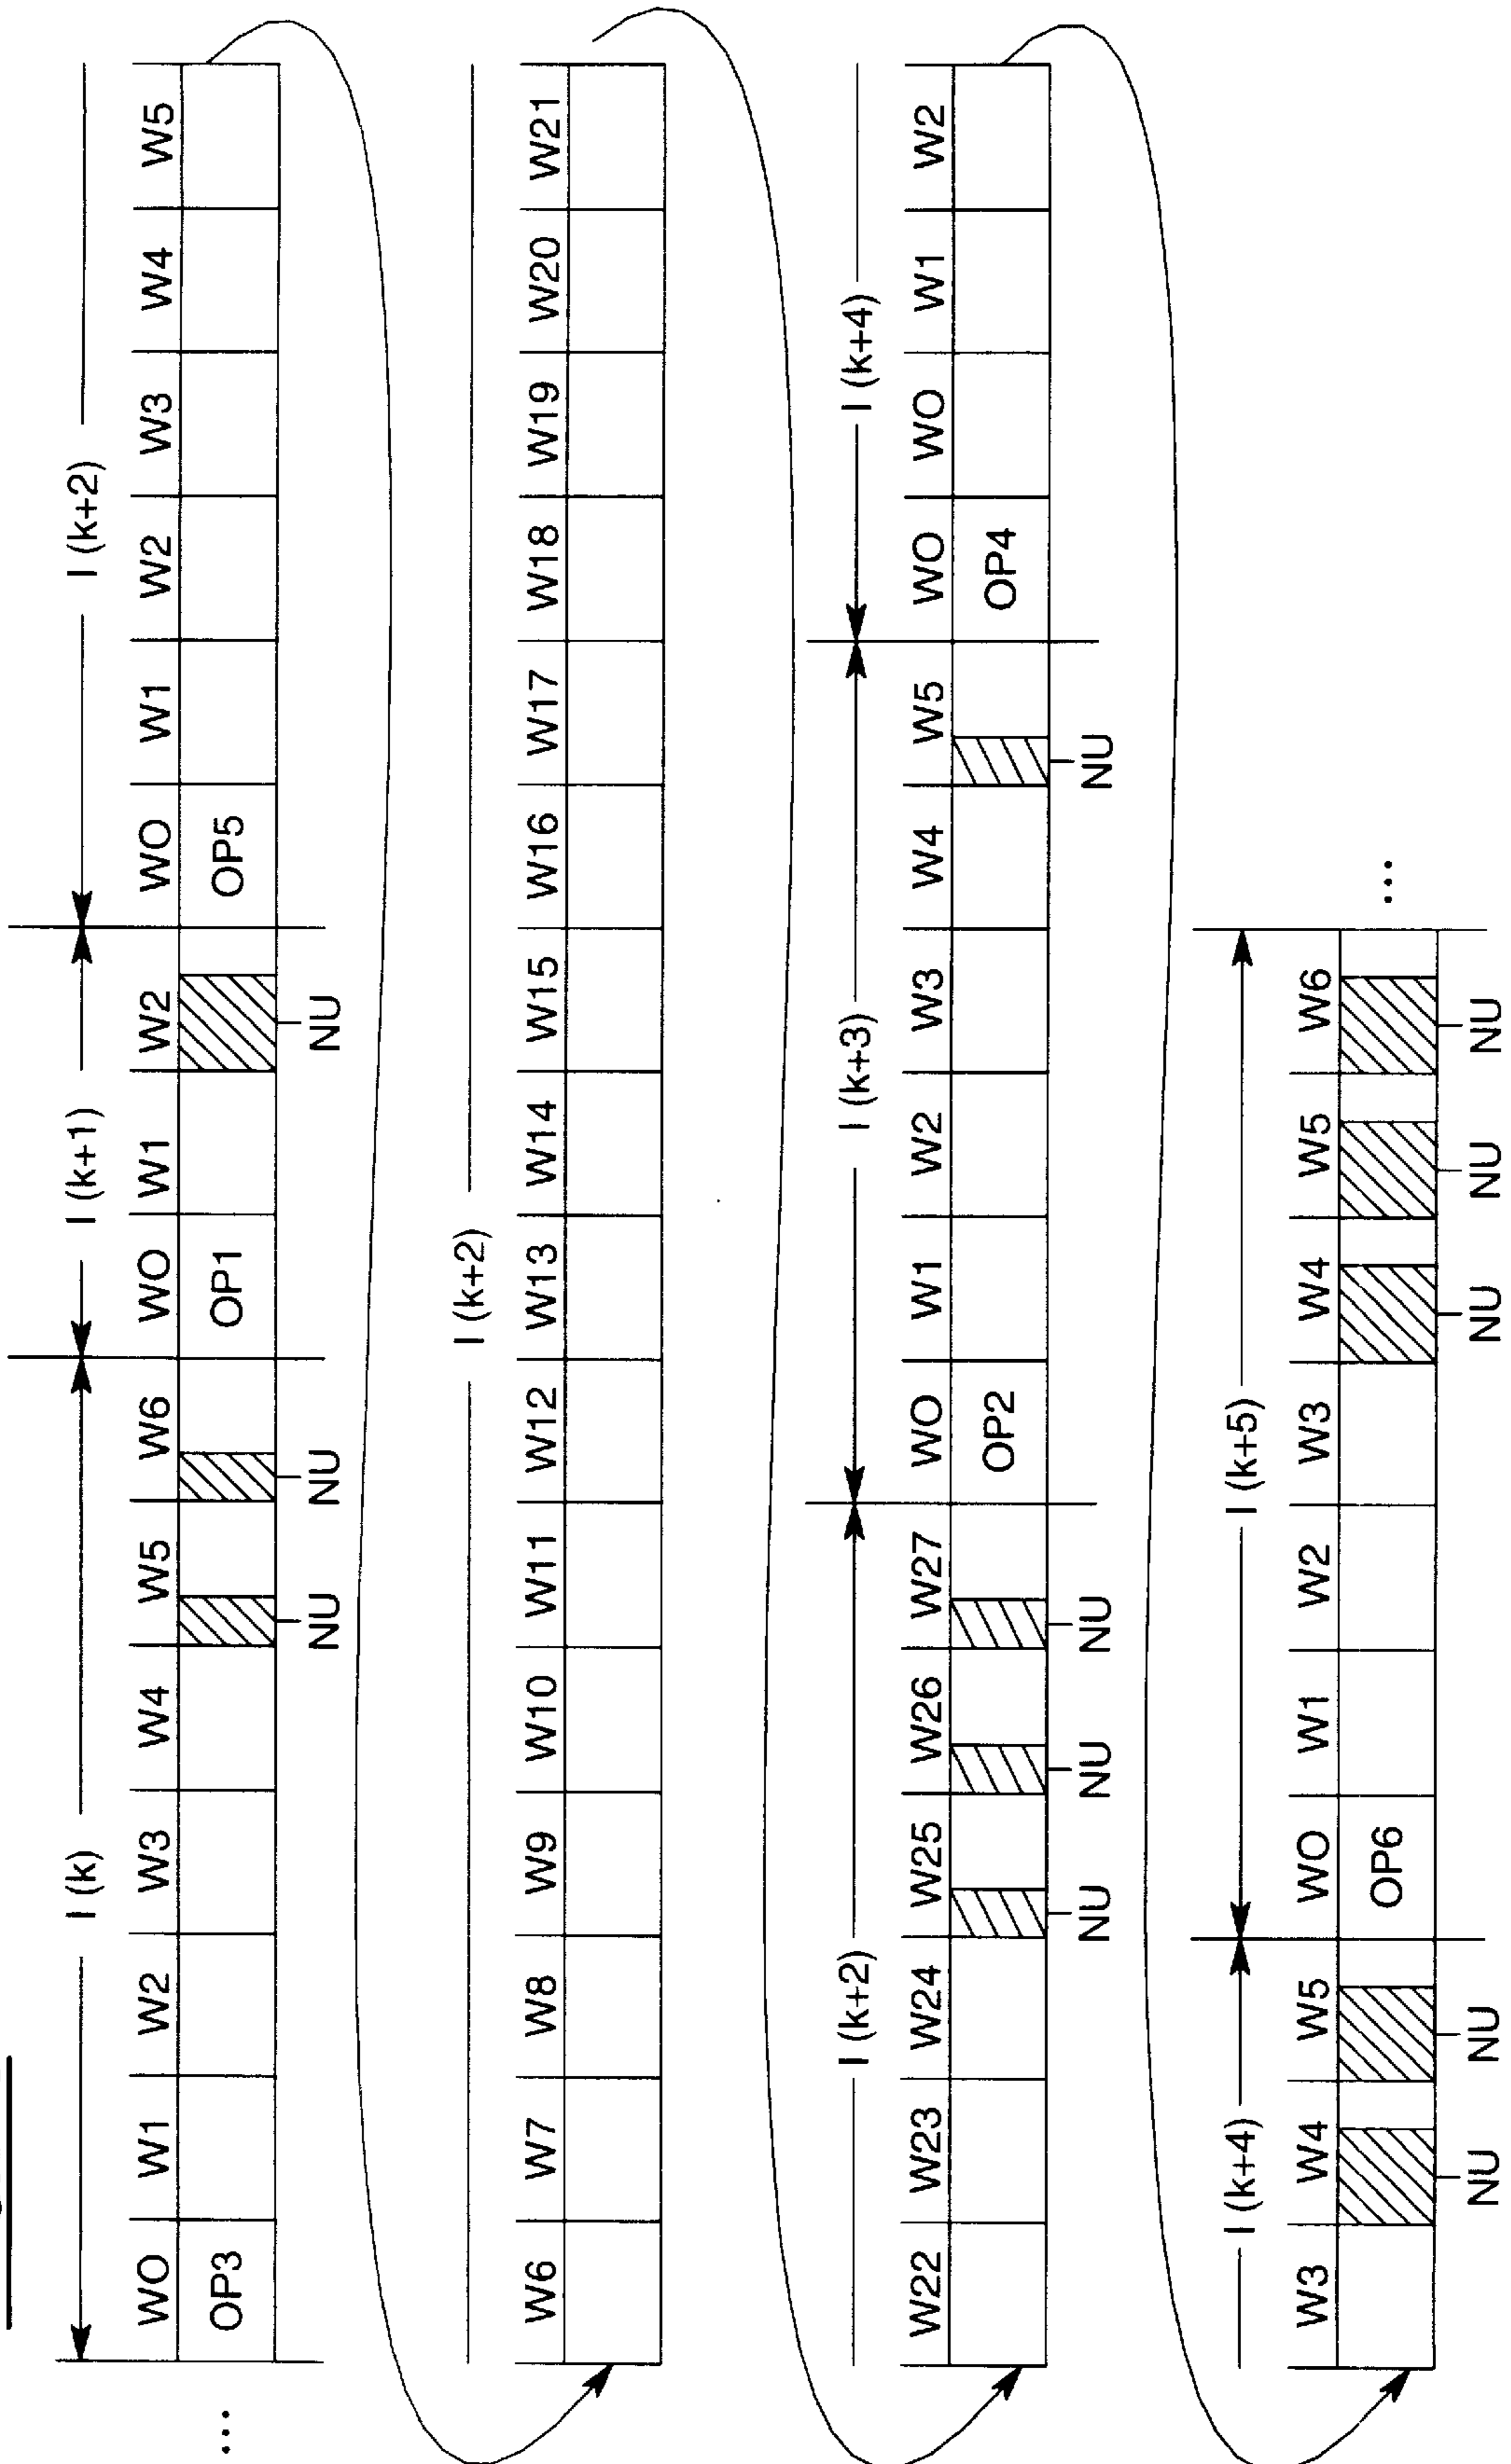 I (k) I (k+1) I (k+2)
WO W1 W2 W3 W4 W5 W6 WO W1 W2 WO W1 W2 W3 W4 W5
... OP3 OP1 OP5
NU NU NU
I (k+2)
W6 W7 W8 W9 W10 W11 W12 W13 W14 W15 W16 W17 W18 W19 W20 W21
I (k+2) I (k+3) I (k+4)
W22 W23 W24 W25 W26 W27 WO W1 W2 W3 W4 W5 WO WO W1 W2
OP2 OP4
NU NU NU NU
I (k+4) I (k+5)
W3 W4 W5 WO W1 W2 W3 W4 W5 W6
OP6 ...
NU NU NU NU NU